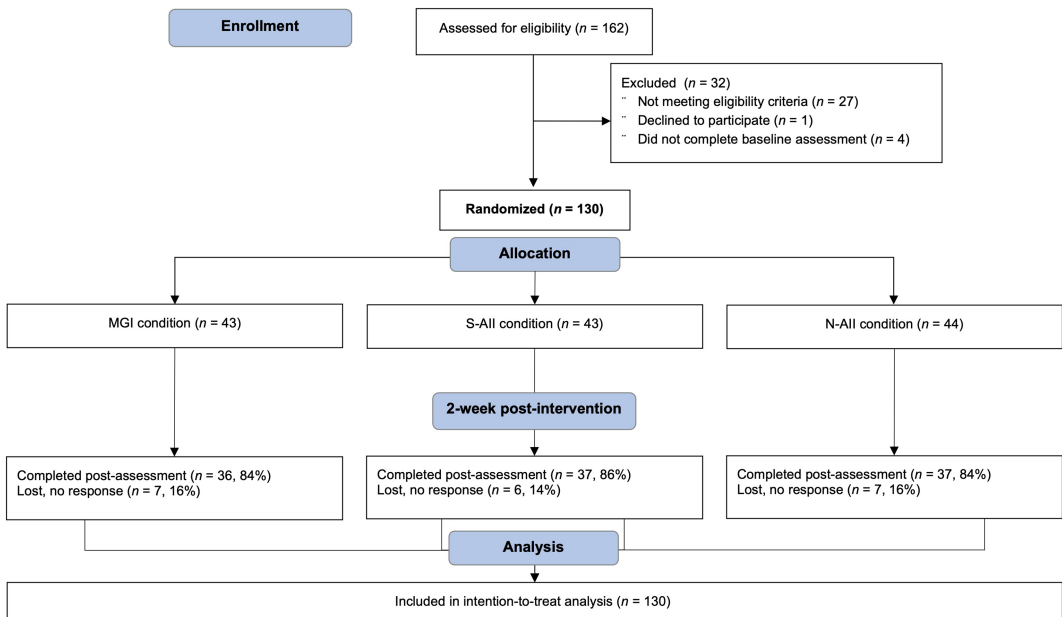 Enrollment
Assessed for eligibility (n = 162)
Excluded (n = 32)
¨ Not meeting eligibility criteria (n = 27)
¨ Declined to participate (n = 1)
¨ Did not complete baseline assessment (n = 4)
Randomized (n = 130)
Allocation
MGI condition (n = 43)
S-AII condition (n = 43)
N-AII condition (n = 44)
2-week post-intervention
Completed post-assessment (n = 36, 84%)
Lost, no response (n = 7, 16%)
Completed post-assessment (n = 37, 86%)
Lost, no response (n = 6, 14%)
Completed post-assessment (n = 37, 84%)
Lost, no response (n = 7, 16%)
Analysis
Included in intention-to-treat analysis (n = 130)